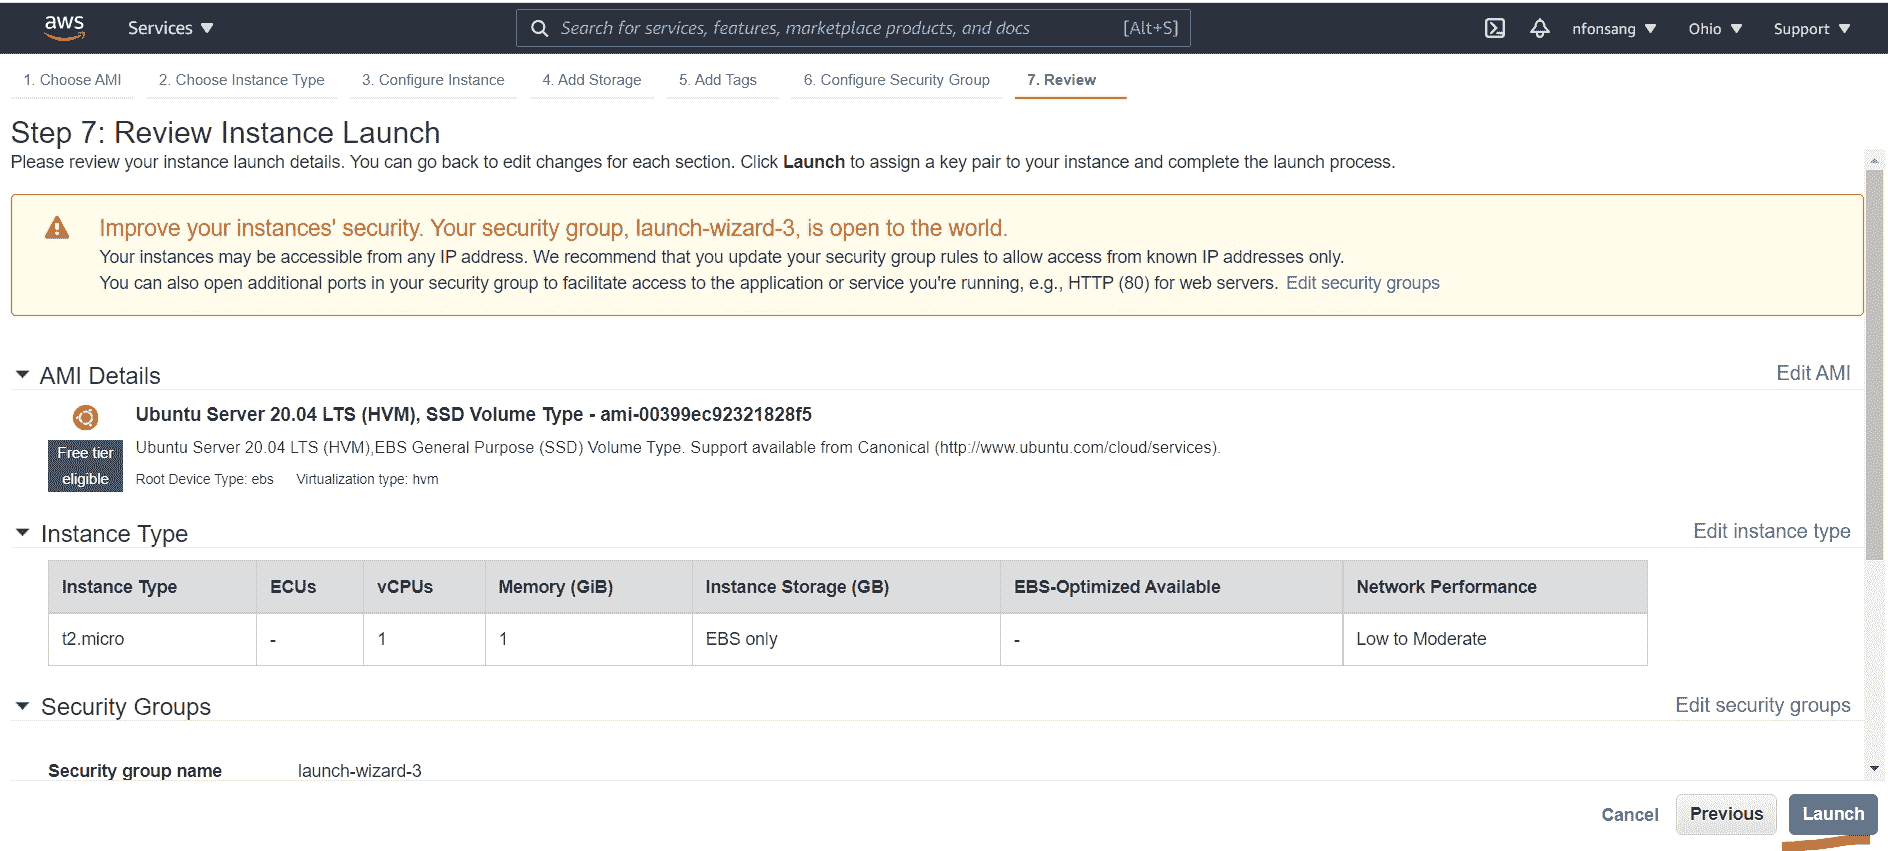 aws Services Search for services, features, marketplace products, and docs [Alt+S] nfonsang Ohio Support
1. Choose AMI 2. Choose Instance Type 3. Configure Instance 4. Add Storage 5. Add Tags 6. Configure Security Group 7. Review
Step 7: Review Instance Launch
Please review your instance launch details. You can go back to edit changes for each section. Click Launch to assign a key pair to your instance and complete the launch process.
Improve your instances' security. Your security group, launch-wizard-3, is open to the world.
Your instances may be accessible from any IP address. We recommend that you update your security group rules to allow access from known IP addresses only.
You can also open additional ports in your security group to facilitate access to the application or service you're running, e.g., HTTP (80) for web servers. Edit security groups
AMI Details Edit AMI
Ubuntu Server 20.04 LTS (HVM), SSD Volume Type - ami-00399ec92321828f5
Free tier eligible
Ubuntu Server 20.04 LTS (HVM),EBS General Purpose (SSD) Volume Type. Support available from Canonical (http://www.ubuntu.com/cloud/services).
Root Device Type: ebs Virtualization type: hvm
Instance Type Edit instance type
Instance Type ECUs vCPUs Memory (GiB) Instance Storage (GB) EBS-Optimized Available Network Performance
t2.micro - 1 1 EBS only - Low to Moderate
Security Groups Edit security groups
Security group name launch-wizard-3
Cancel Previous Launch